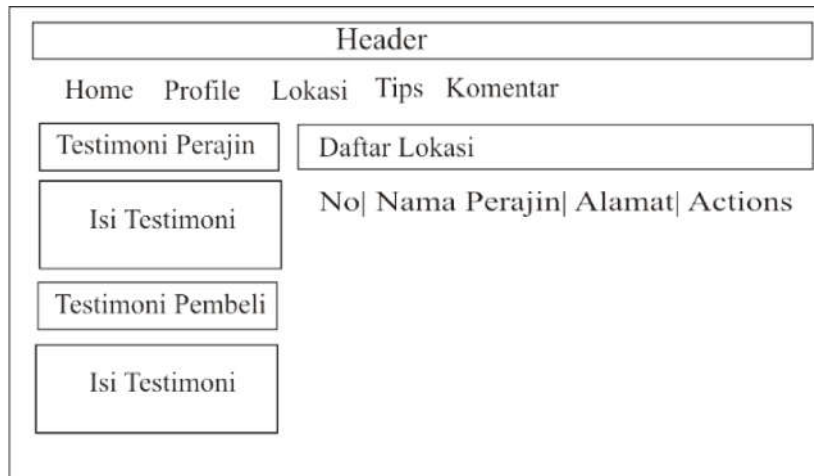 Header
Home Profile Lokasi Tips Komentar
Testimoni Perajin
Isi Testimoni
Testimoni Pembeli
Isi Testimoni
Daftar Lokasi
No| Nama Perajin| Alamat| Actions